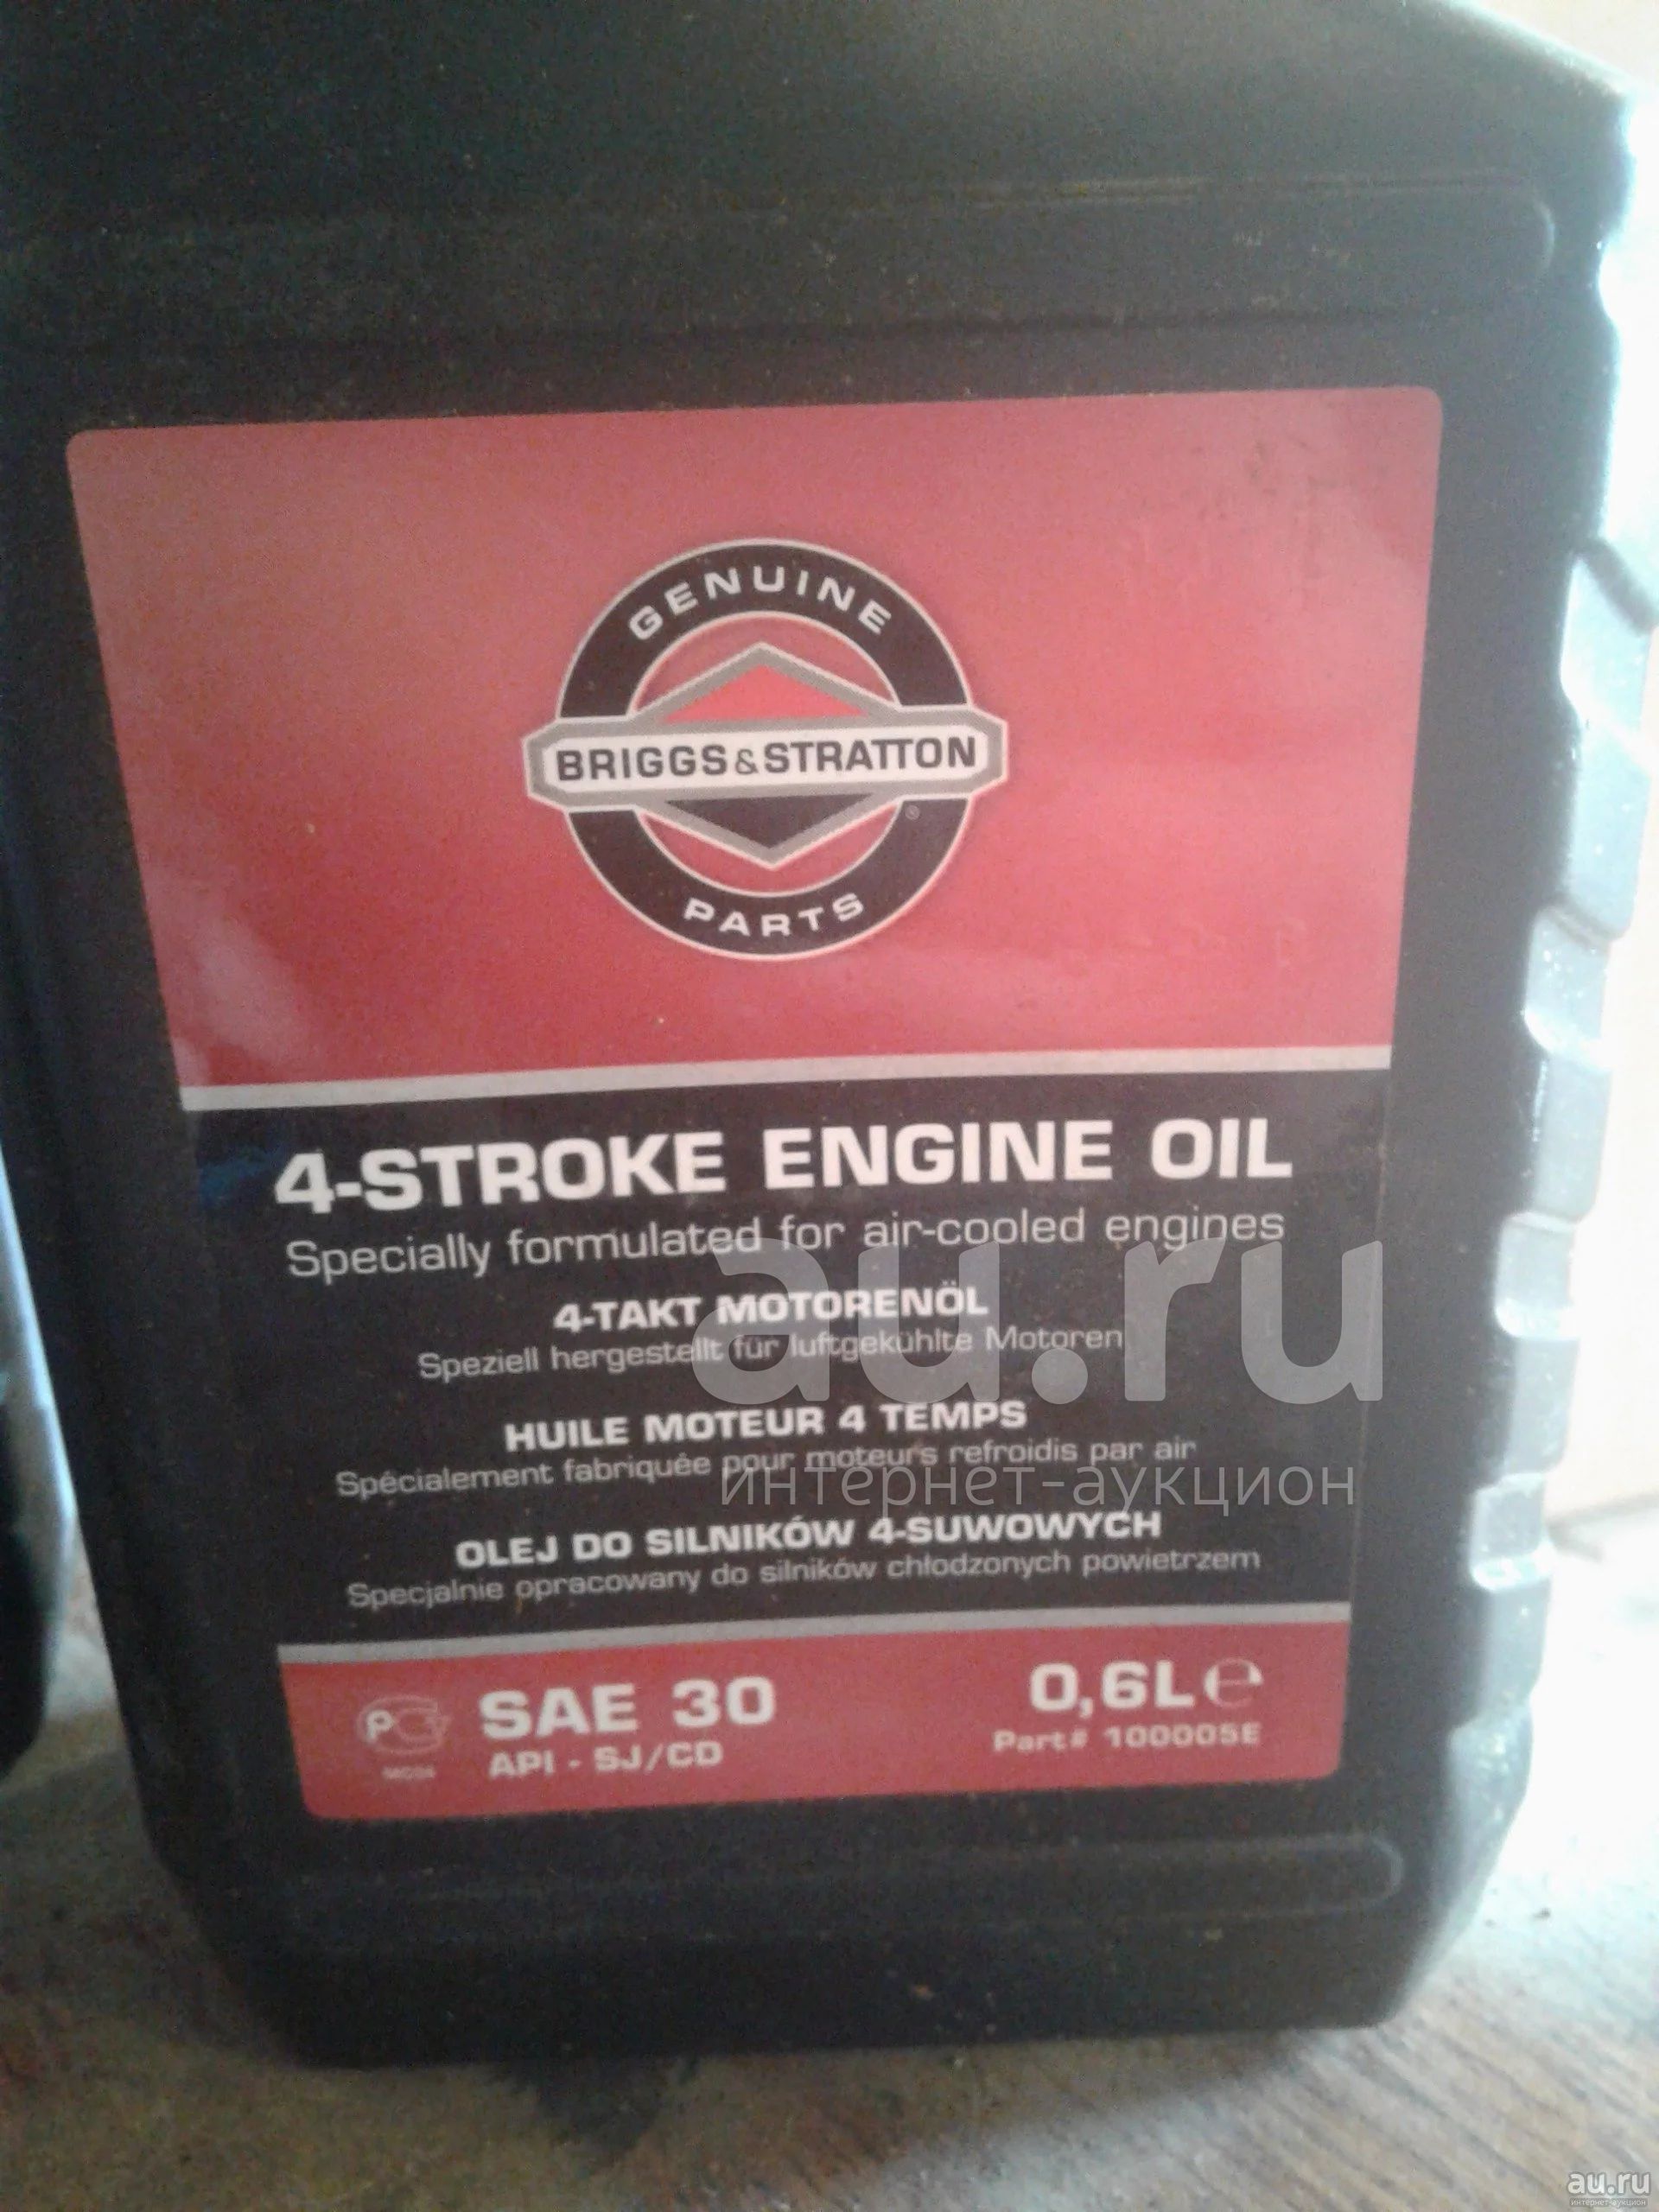 GENUINE
BRIGGS & STRATTON
®
PARTS
4-STROKE ENGINE OIL
Specially formulated for air-cooled engines
4-TAKT MOTORENÖL
Speziell hergestellt für luftgekühlte Motoren
HUILE MOTEUR 4 TEMPS
Spécialement fabriquée pour moteurs refroidis par air
OLEJ DO SILNIKÓW 4-SUWOWYCH
Specjalnie opracowany do silników chłodzonych powietrzem
SAE 30
API - SJ/CD
0,6L ℮
Part# 100005E
au.ru
интернет-аукцион
au.ru
интернет-аукцион